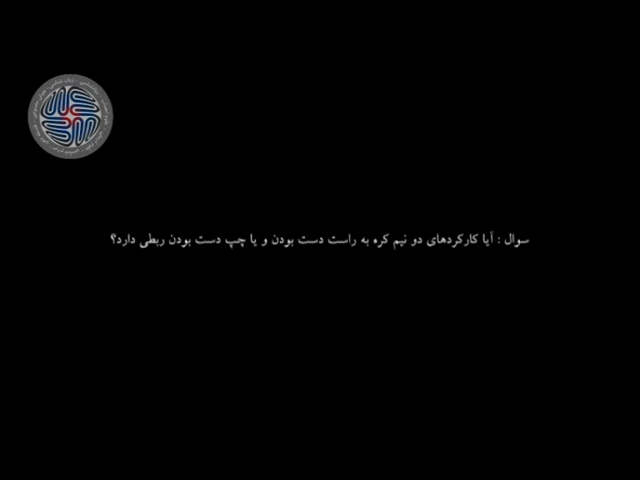 سوال : آیا کارکردهای دو نیم کره به راست دست بودن و یا چپ دست بودن ربطی دارد؟